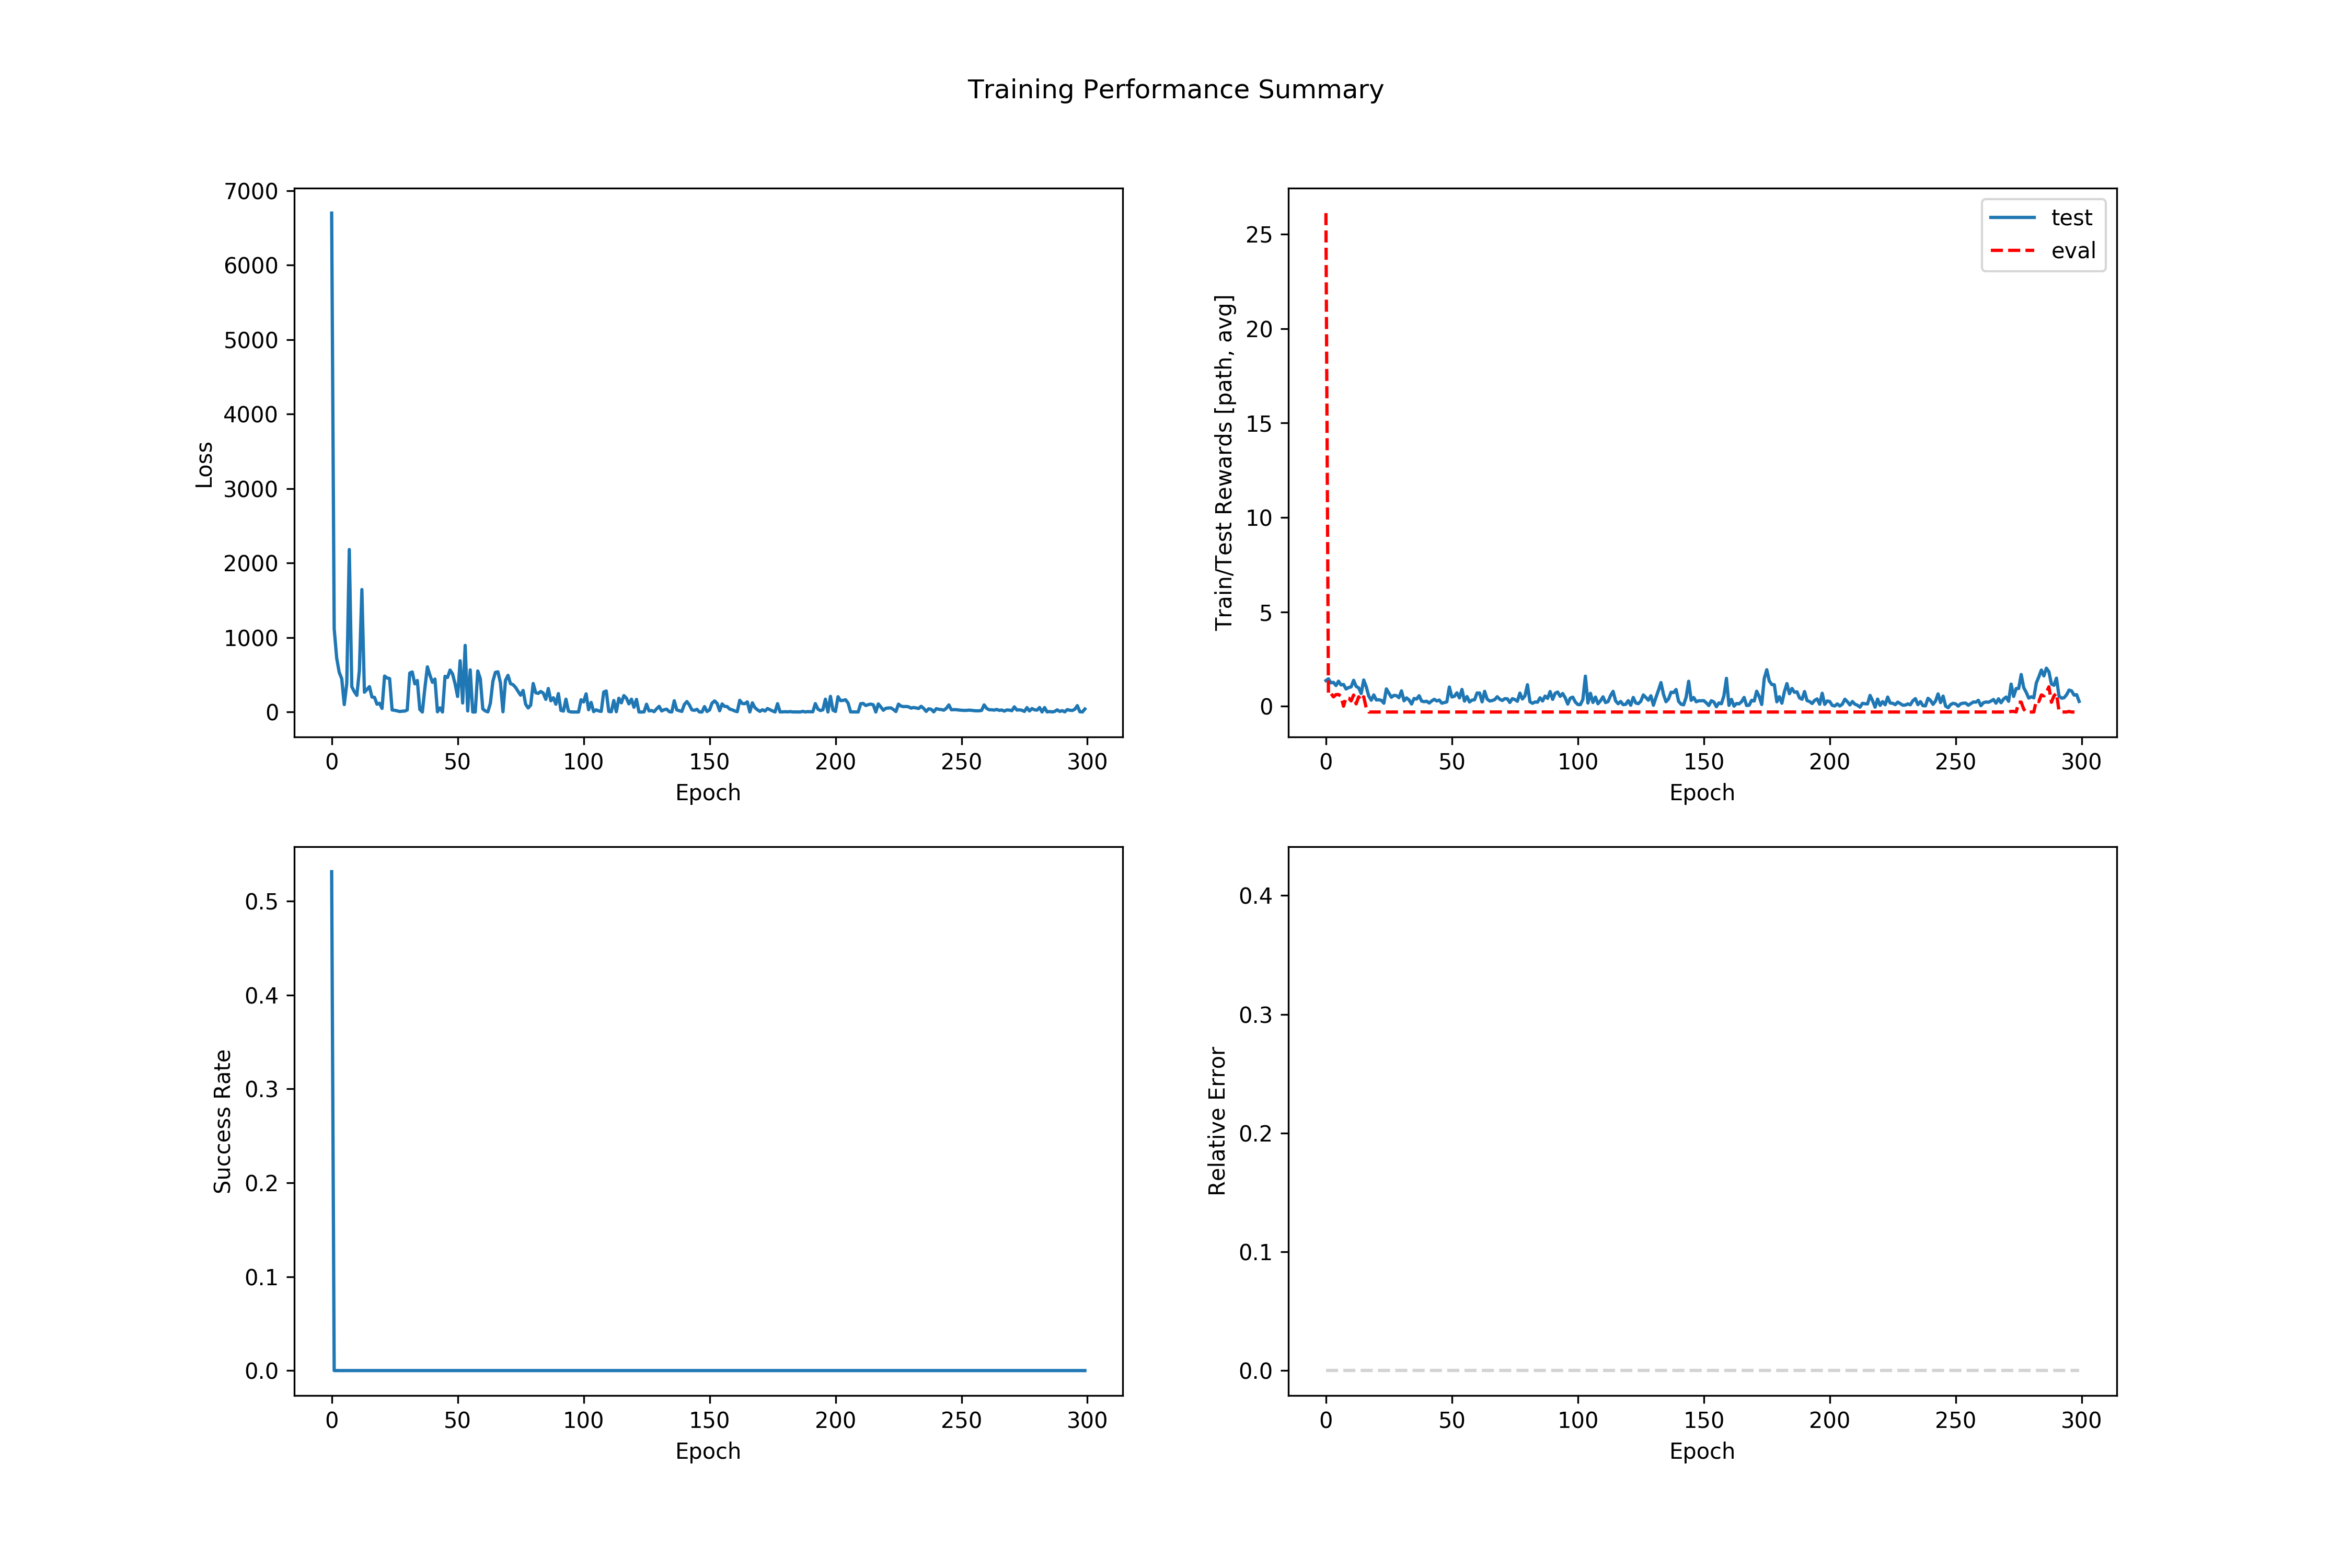 Training Performance Summary
7000
6000
5000
4000
3000
2000
1000
0
Loss
0 50 100 150 200 250 300
Epoch
25
20
15
10
5
0
Train/Test Rewards [path, avg]
test
eval
0 50 100 150 200 250 300
Epoch
0.5
0.4
0.3
0.2
0.1
0.0
Success Rate
0 50 100 150 200 250 300
Epoch
0.4
0.3
0.2
0.1
0.0
Relative Error
0 50 100 150 200 250 300
Epoch